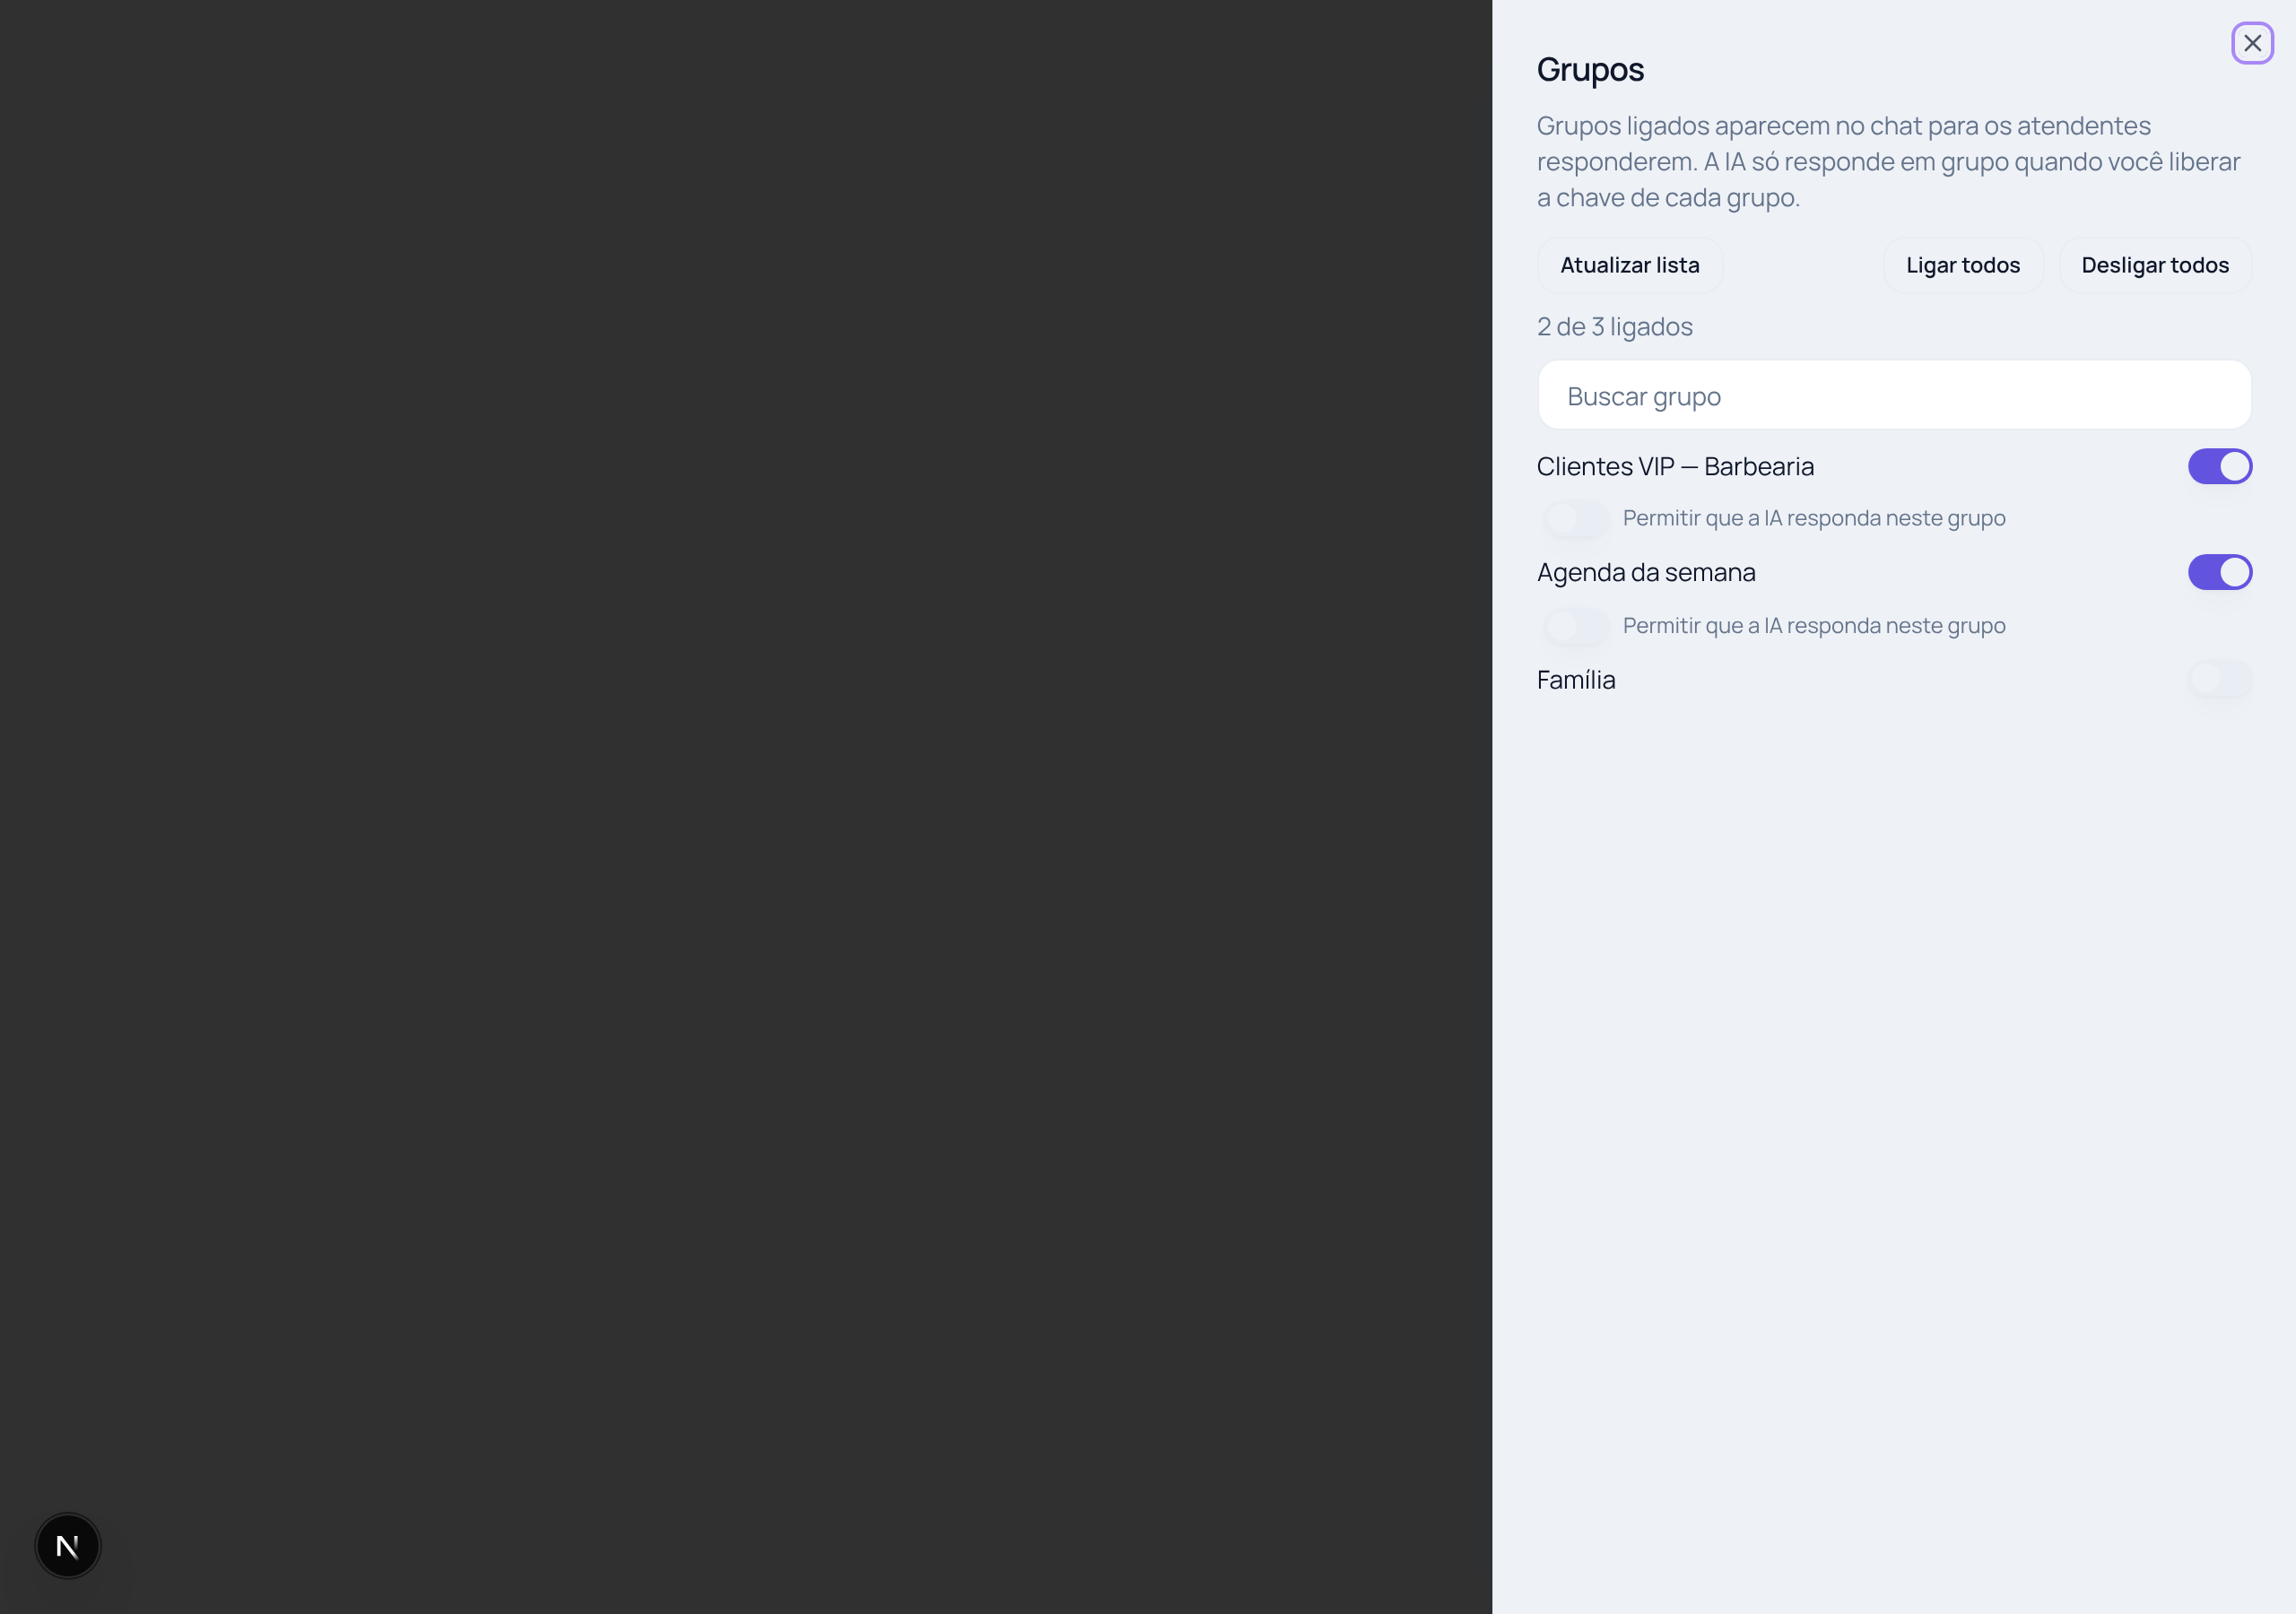 Grupos
Grupos ligados aparecem no chat para os atendentes
responderem. A IA só responde em grupo quando você liberar
a chave de cada grupo.
Atualizar lista Ligar todos Desligar todos
2 de 3 ligados
Buscar grupo
Clientes VIP — Barbearia
Permitir que a IA responda neste grupo
Agenda da semana
Permitir que a IA responda neste grupo
Família
N